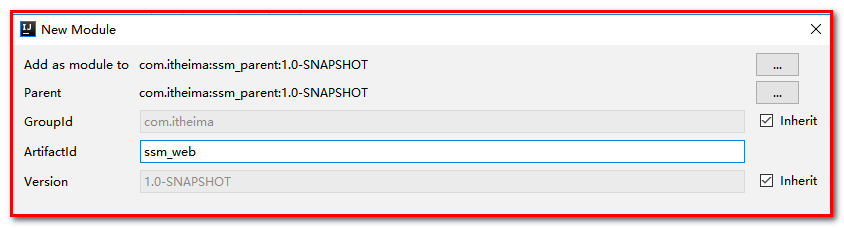 New Module
Add as module to com.itheima:ssm_parent:1.0-SNAPSHOT ...
Parent com.itheima:ssm_parent:1.0-SNAPSHOT ...
GroupId com.itheima Inherit
ArtifactId ssm_web
Version 1.0-SNAPSHOT Inherit